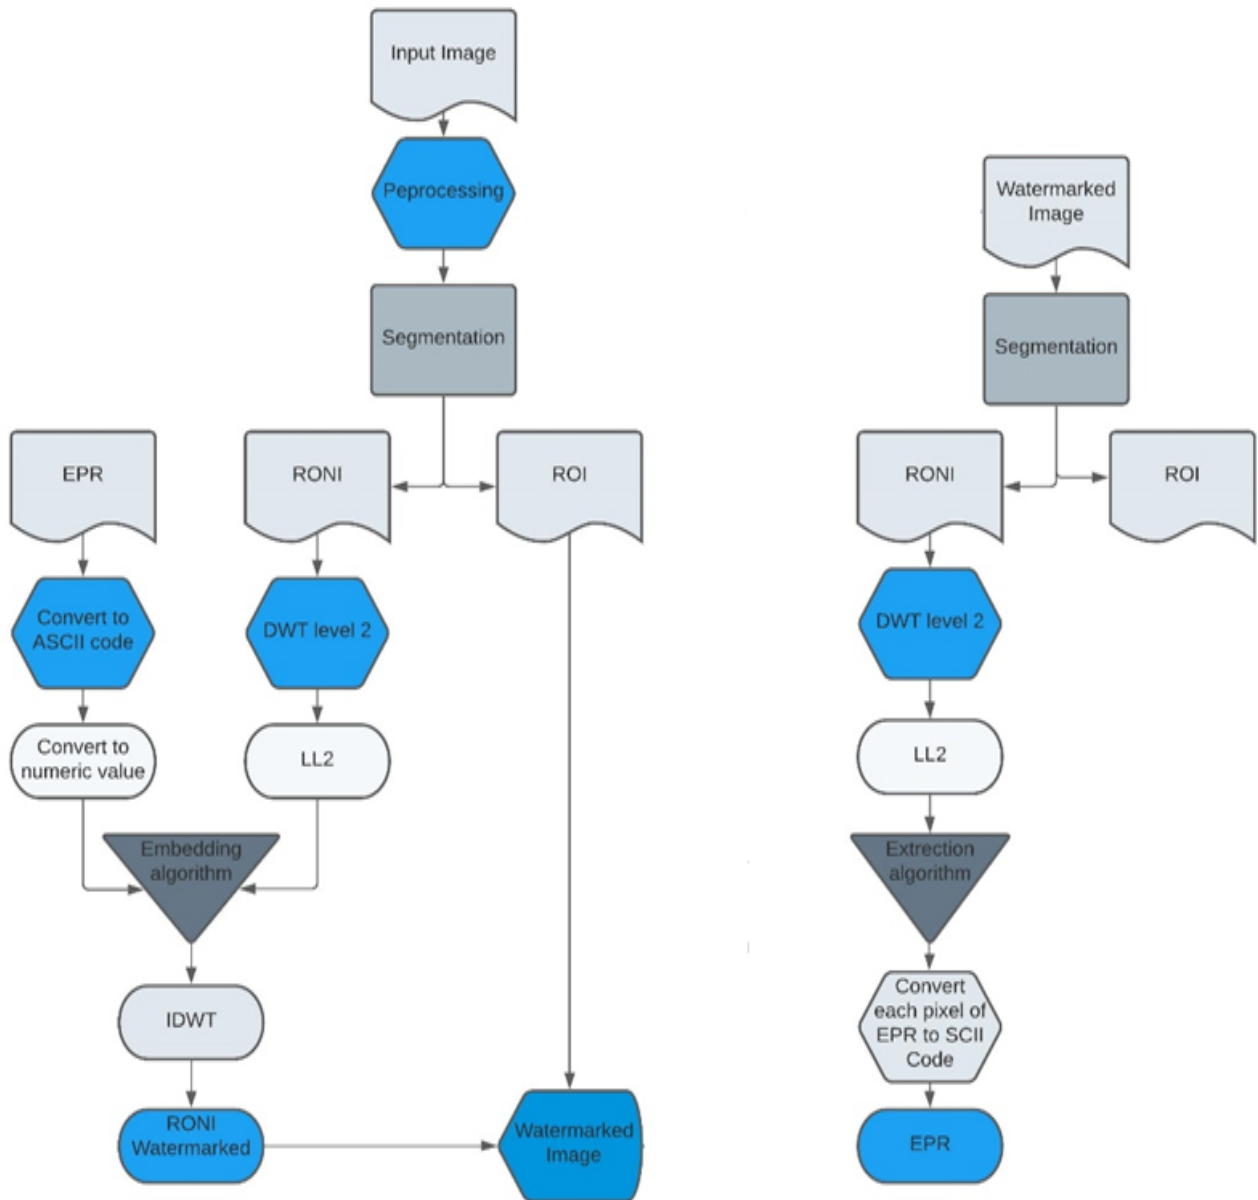 Input Image
Peprocessing
Segmentation
EPR
RONI
ROI
Convert to
ASCII code
DWT level 2
Convert to
numeric value
LL2
Embedding
algorithm
IDWT
RONI
Watermarked
Watermarked
Image
Watermarked
Image
Segmentation
RONI
ROI
DWT level 2
LL2
Extrection
algorithm
Convert
each pixel of
EPR to SCII
Code
EPR